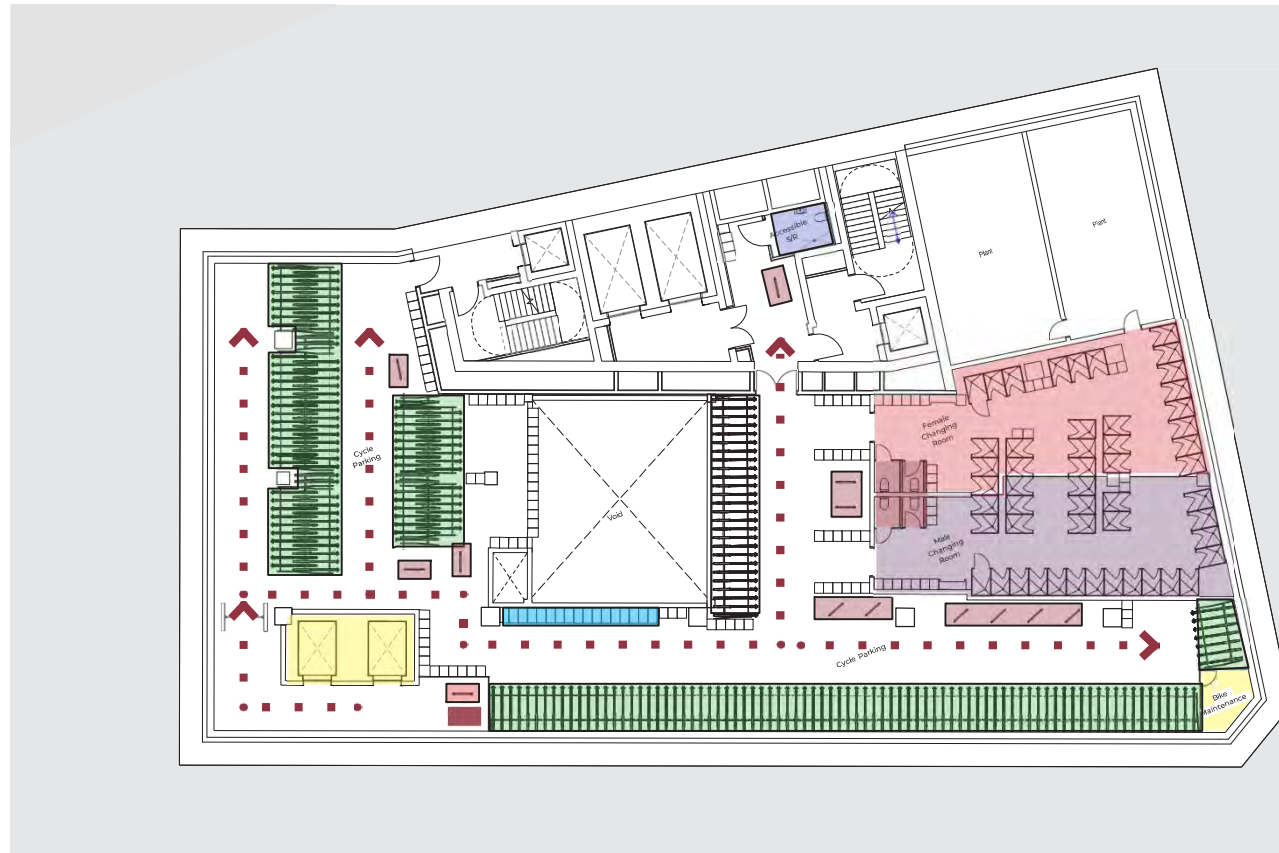 Accessible
S/R
Plant
Plant
Cycle
Parking
Female
Changing
Room
Void
Male
Changing
Room
Cycle Parking
Bike
Maintenance